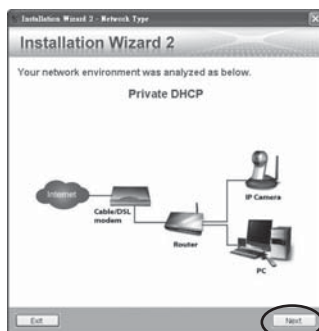 Installation Wizard 2 - Network Type
Installation Wizard 2
Your network environment was analyzed as below.
Private DHCP
Internet
Cable/DSL
modem
Router
IP Camera
PC
Exit
Next